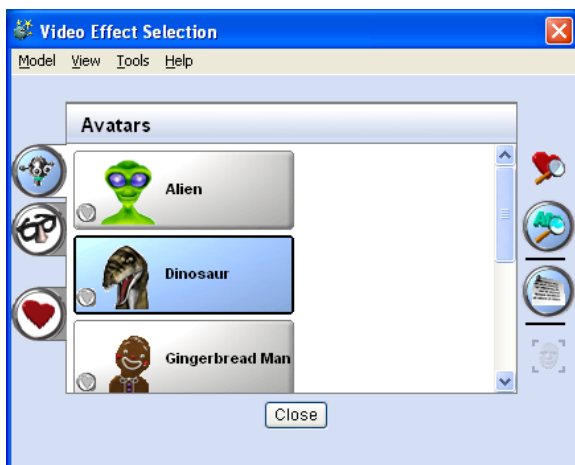 Video Effect Selection
Model View Tools Help
Avatars
Alien
Dinosaur
Gingerbread Man
Close